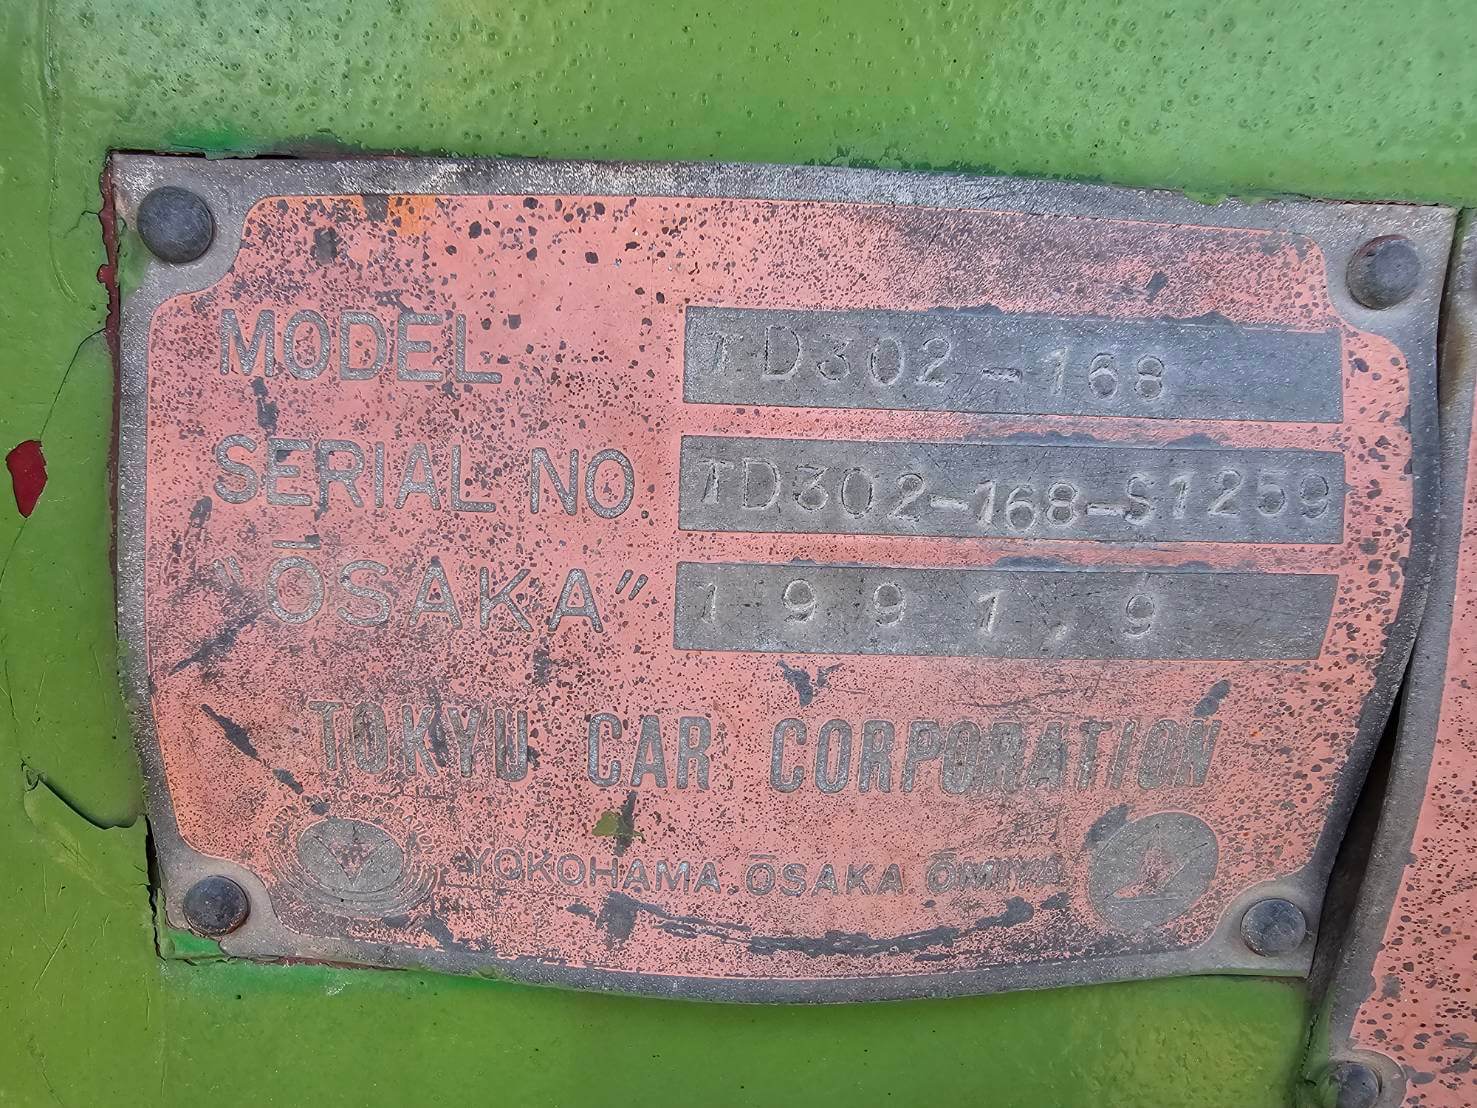 MODEL TD302-168
SERIAL NO TD302-168-S1259
"ŌSAKA" 1991,9
TOKYU CAR CORPORATION
YOKOHAMA ŌSAKA ŌMIYA